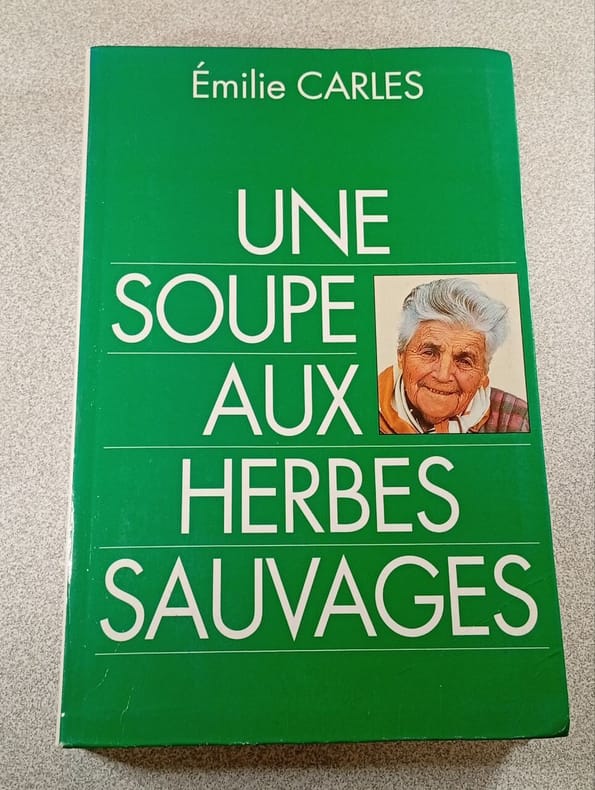 Émilie CARLES
UNE
SOUPE
AUX
HERBES
SAUVAGES